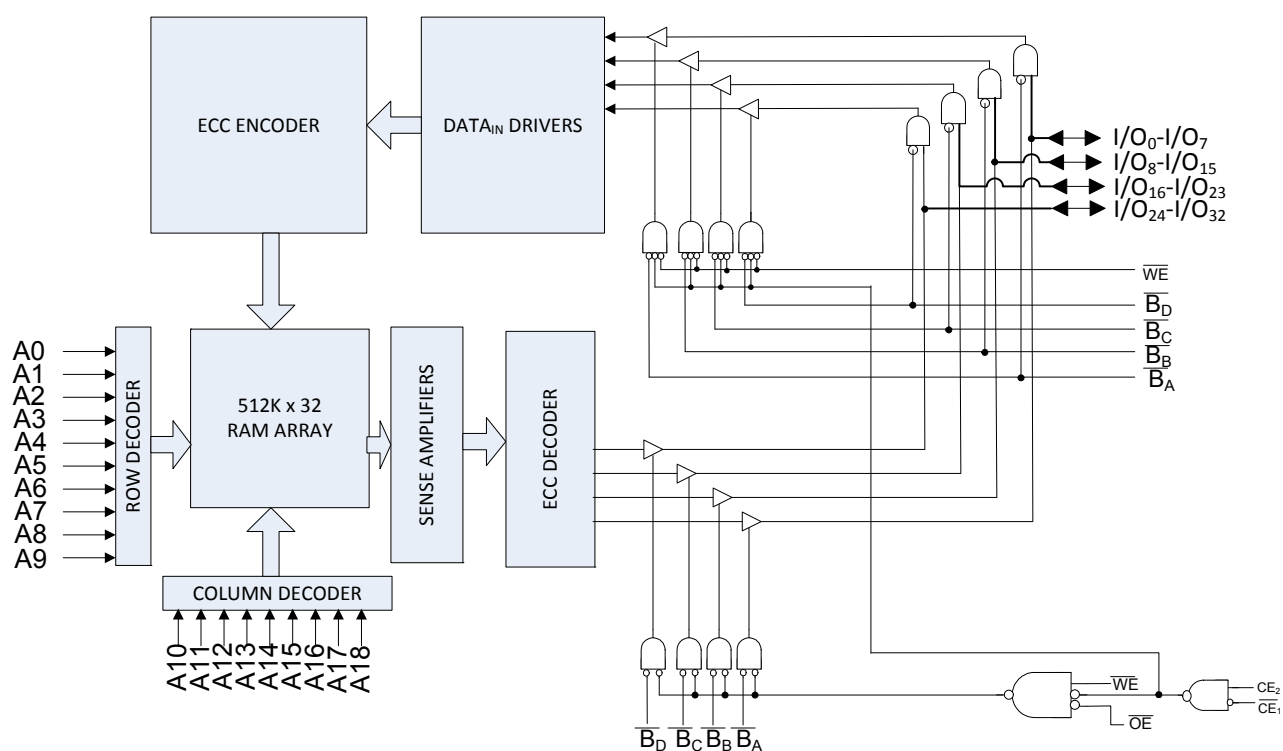 ECC ENCODER
DATAIN DRIVERS
I/O0-I/O7
I/O8-I/O15
I/O16-I/O23
I/O24-I/O32
WE
BD
BC
BB
BA
A0
A1
A2
A3
A4
A5
A6
A7
A8
A9
ROW DECODER
512K x 32
RAM ARRAY
SENSE AMPLIFIERS
ECC DECODER
COLUMN DECODER
A10
A11
A12
A13
A14
A15
A16
A17
A18
BD BC BB BA
WE
OE
CE2
CE1